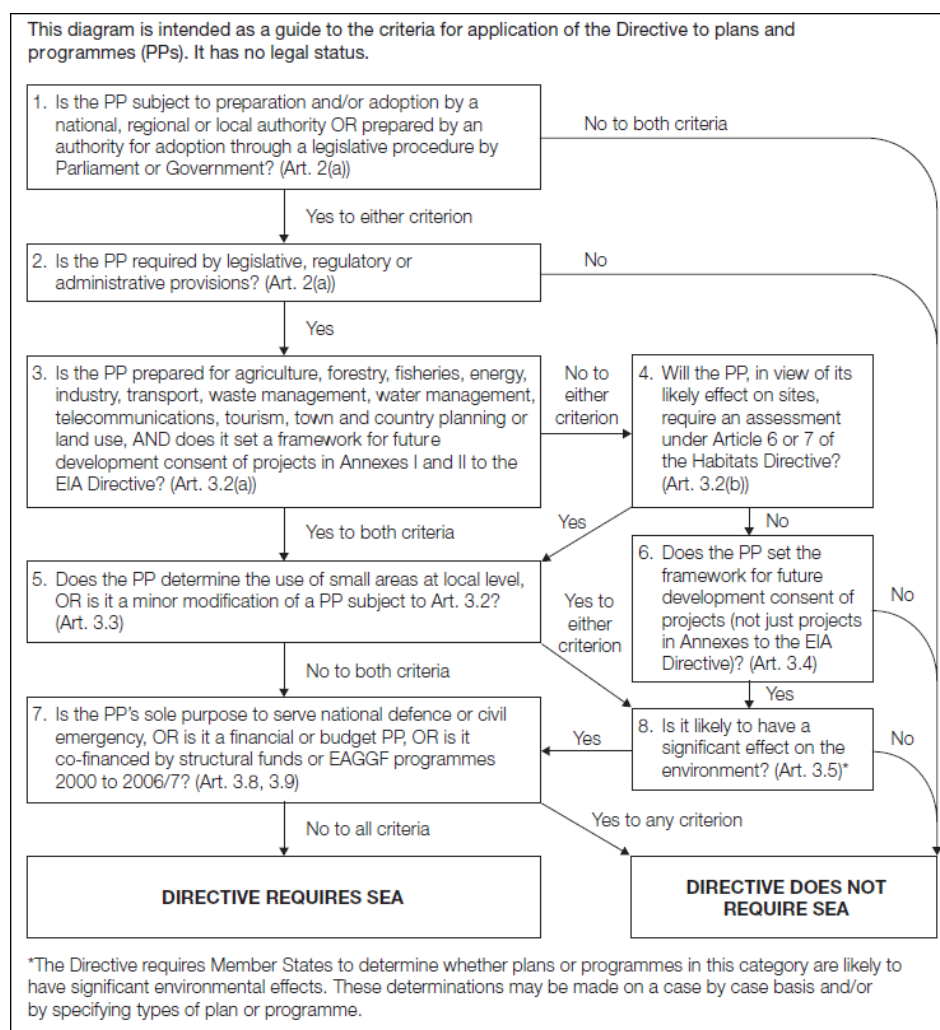 This diagram is intended as a guide to the criteria for application of the Directive to plans and
programmes (PPs). It has no legal status.
1. Is the PP subject to preparation and/or adoption by a
national, regional or local authority OR prepared by an
authority for adoption through a legislative procedure by
Parliament or Government? (Art. 2(a))
No to both criteria
Yes to either criterion
2. Is the PP required by legislative, regulatory or
administrative provisions? (Art. 2(a))
No
Yes
3. Is the PP prepared for agriculture, forestry, fisheries, energy,
industry, transport, waste management, water management,
telecommunications, tourism, town and country planning or
land use, AND does it set a framework for future
development consent of projects in Annexes I and II to the
EIA Directive? (Art. 3.2(a))
No to
either
criterion
4. Will the PP, in view of its
likely effect on sites,
require an assessment
under Article 6 or 7 of
the Habitats Directive?
(Art. 3.2(b))
Yes to both criteria
Yes
No
5. Does the PP determine the use of small areas at local level,
OR is it a minor modification of a PP subject to Art. 3.2?
(Art. 3.3)
Yes to
either
criterion
6. Does the PP set the
framework for future
development consent of
projects (not just projects
in Annexes to the EIA
Directive)? (Art. 3.4)
No
No to both criteria
Yes
7. Is the PP's sole purpose to serve national defence or civil
emergency, OR is it a financial or budget PP, OR is it
co-financed by structural funds or EAGGF programmes
2000 to 2006/7? (Art. 3.8, 3.9)
Yes
8. Is it likely to have a
significant effect on the
environment? (Art. 3.5)*
No
No to all criteria
Yes to any criterion
DIRECTIVE REQUIRES SEA
DIRECTIVE DOES NOT
REQUIRE SEA
*The Directive requires Member States to determine whether plans or programmes in this category are likely to
have significant environmental effects. These determinations may be made on a case by case basis and/or
by specifying types of plan or programme.